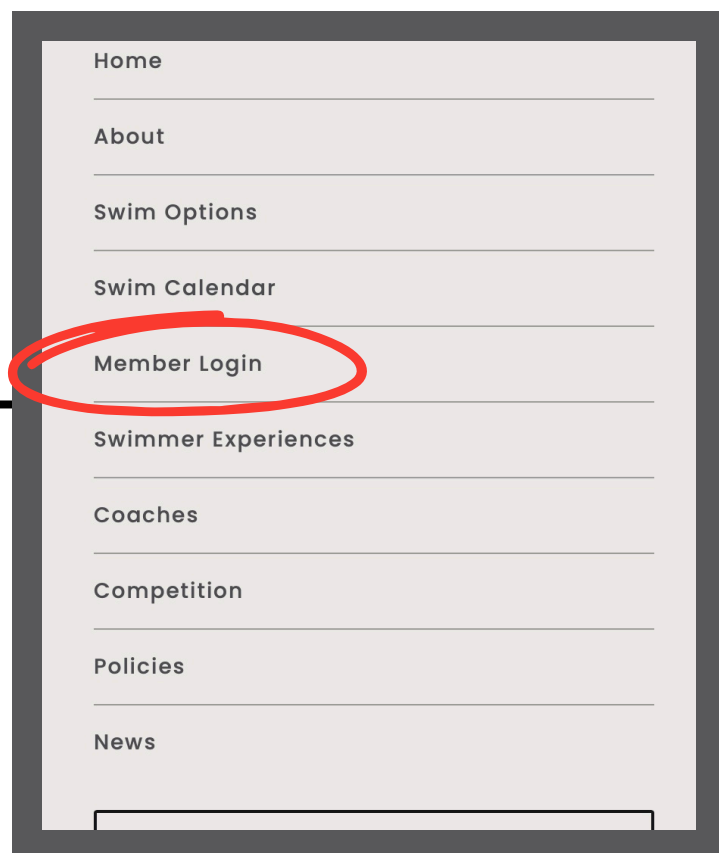 Home
About
Swim Options
Swim Calendar
Member Login
Swimmer Experiences
Coaches
Competition
Policies
News